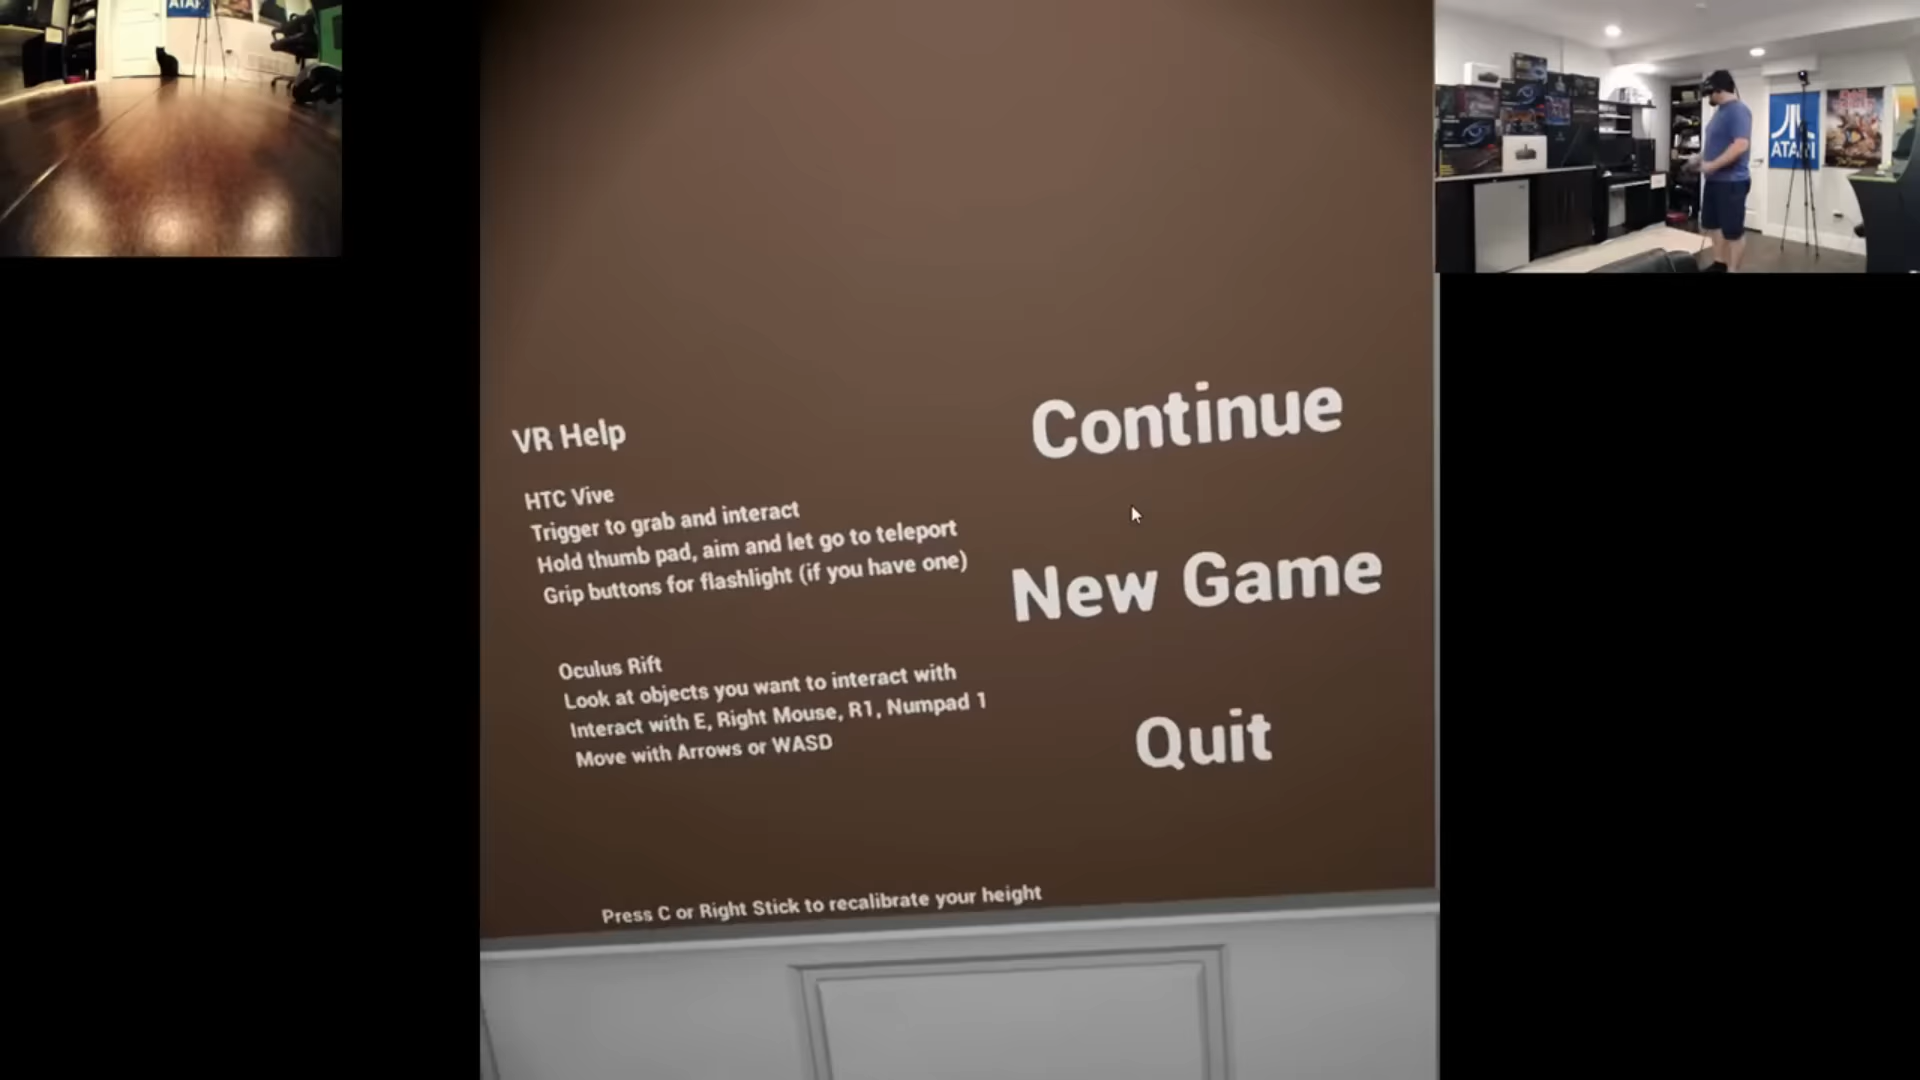 ATARI
VR Help
HTC Vive
Trigger to grab and interact
Hold thumb pad, aim and let go to teleport
Grip buttons for flashlight (if you have one)
Oculus Rift
Look at objects you want to interact with
Interact with E, Right Mouse, R1, Numpad 1
Move with Arrows or WASD
Press C or Right Stick to recalibrate your height
Continue
New Game
Quit
ATARI